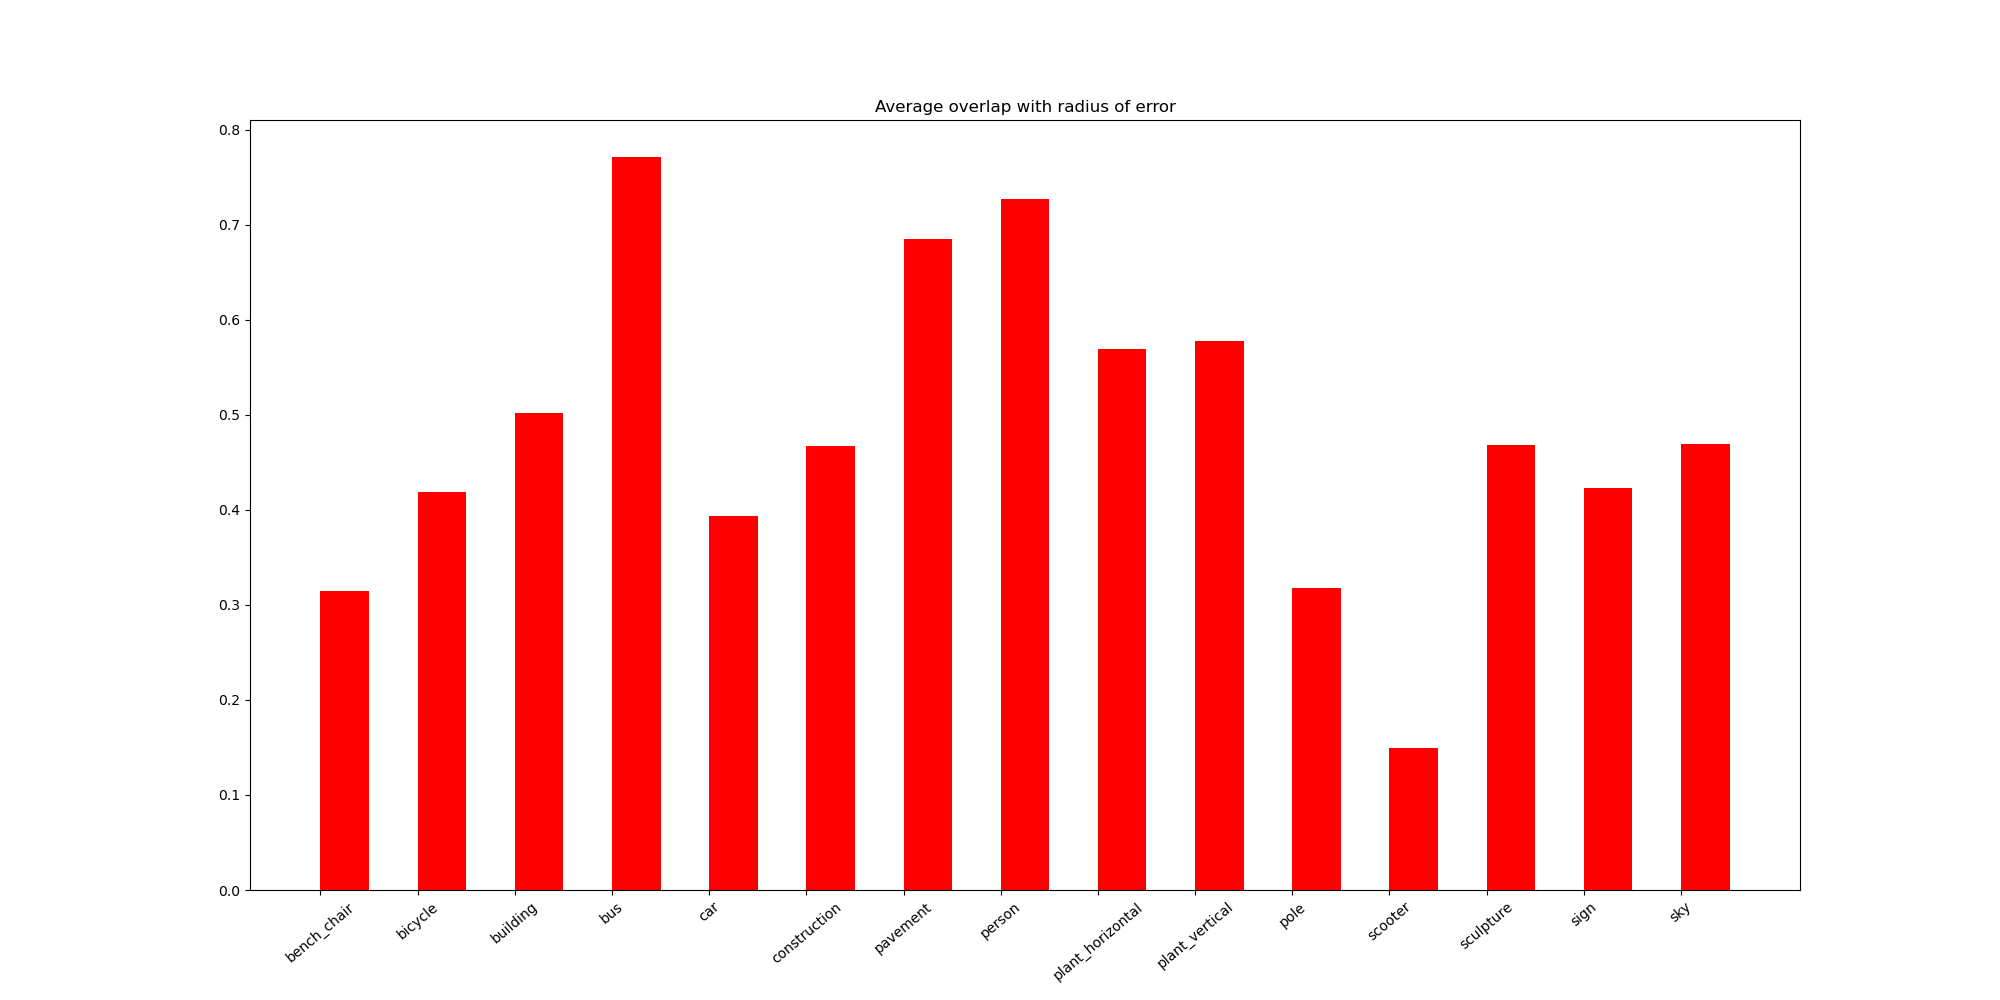 Average overlap with radius of error
0.8
0.7
0.6
0.5
0.4
0.3
0.2
0.1
0.0
bench_chair
bicycle
building
bus
car
construction
pavement
person
plant_horizontal
plant_vertical
pole
scooter
sculpture
sign
sky